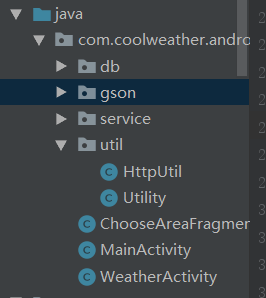 java
com.coolweather.andro
db
gson
service
util
HttpUtil
Utility
ChooseAreaFragmer
MainActivity
WeatherActivity